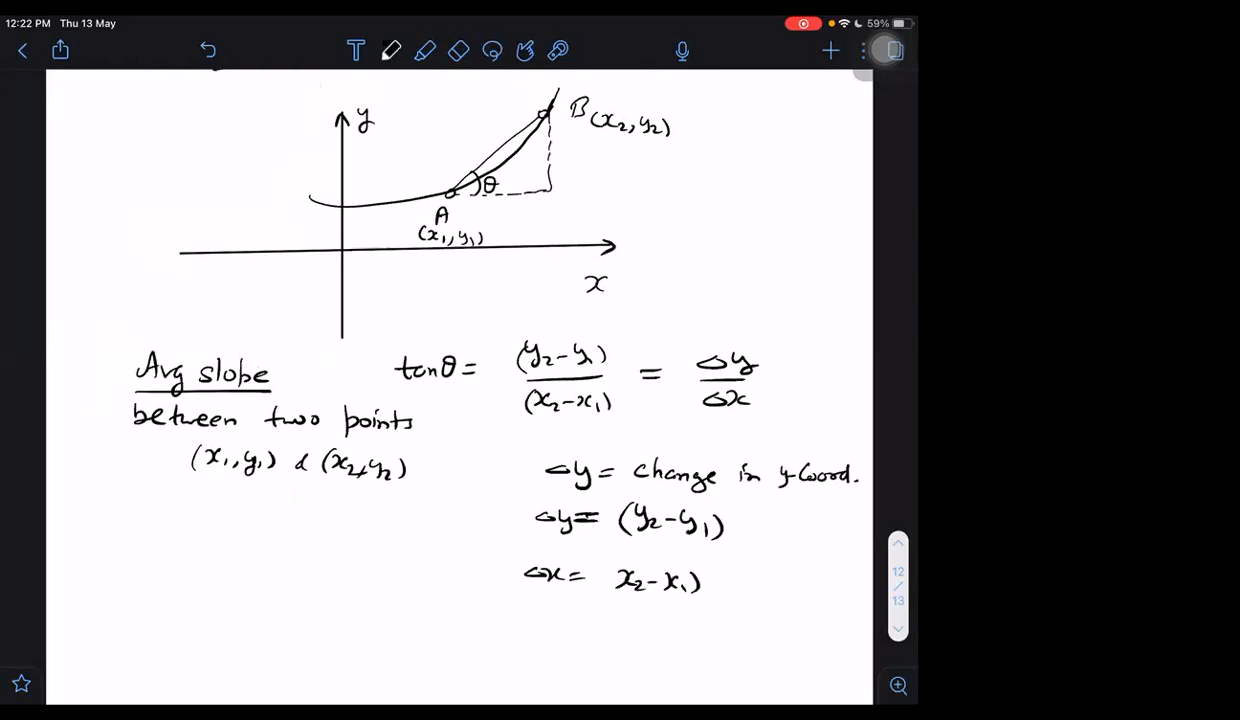 12:22 PM Thu 13 May
59%
T
y
B (x₂, y₂)
θ
A
(x₁, y₁)
x
Avg slope tanθ = (y₂-y₁)/(x₂-x₁) = Δy/Δx
between two points
(x₁, y₁) & (x₂, y₂)
Δy = change in y-coord.
Δy = (y₂-y₁)
Δx = x₂-x₁)
12
/
13